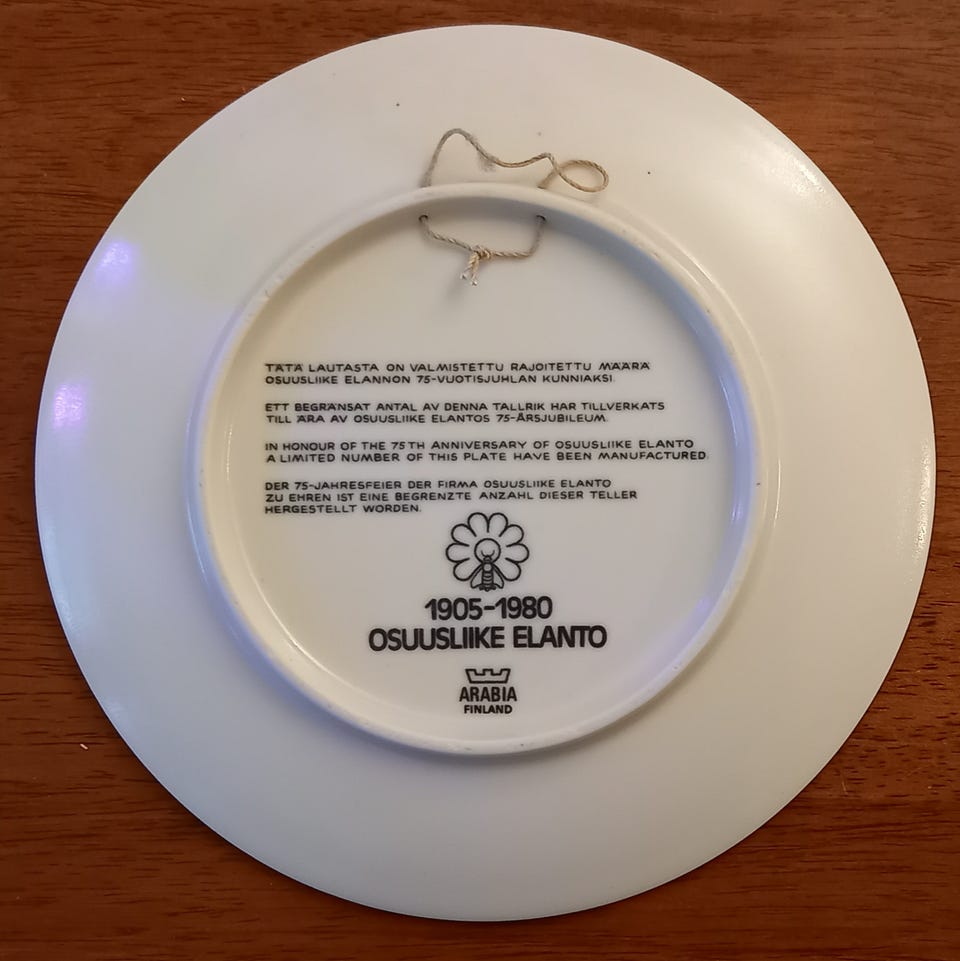 TÄTÄ LAUTASTA ON VALMISTETTU RAJOITETTU MÄÄRÄ
OSUUSLIIKE ELANNON 75-VUOTISJUHLAN KUNNIAKSI.
ETT BEGRÄNSAT ANTAL AV DENNA TALLRIK HAR TILLVERKATS
TILL ÄRA AV OSUUSLIIKE ELANTOS 75-ÅRSJUBILEUM.
IN HONOUR OF THE 75TH ANNIVERSARY OF OSUUSLIIKE ELANTO
A LIMITED NUMBER OF THIS PLATE HAVE BEEN MANUFACTURED.
DER 75-JAHRESFEIER DER FIRMA OSUUSLIIKE ELANTO
ZU EHREN IST EINE BEGRENZTE ANZAHL DIESER TELLER
HERGESTELLT WORDEN.
1905-1980
OSUUSLIIKE ELANTO
ARABIA
FINLAND